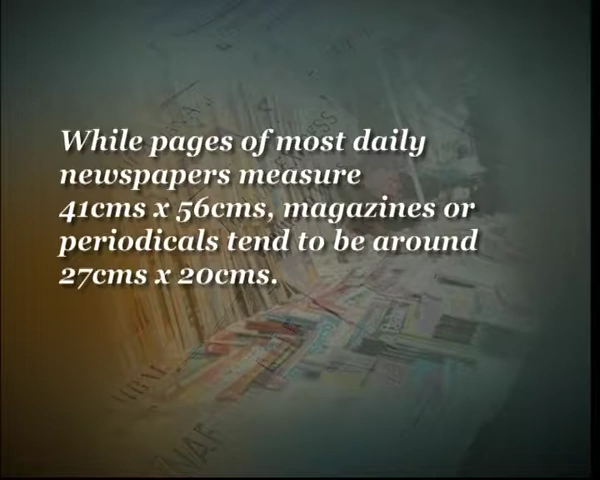 While pages of most daily
newspapers measure
41cms x 56cms, magazines or
periodicals tend to be around
27cms x 20cms.